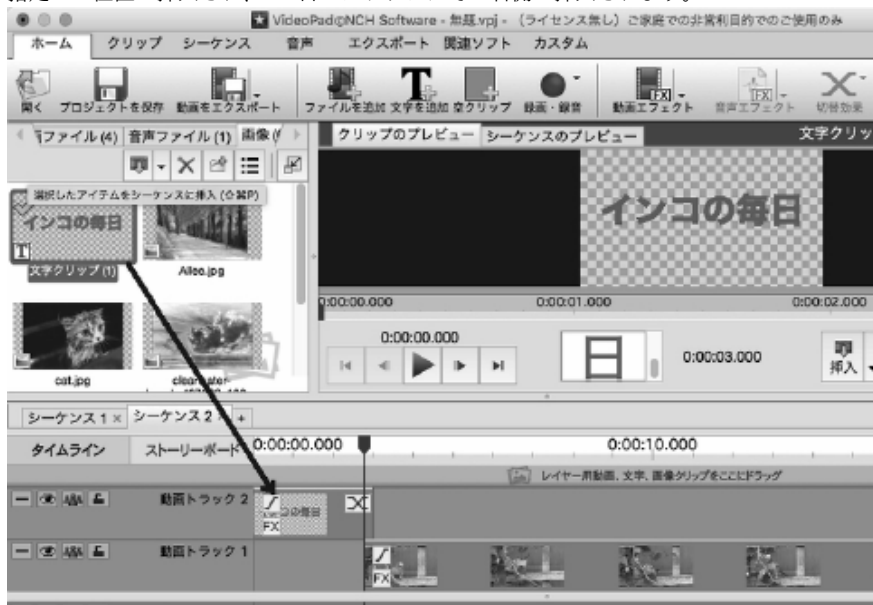 VideoPad@NCH Software - 無題.vpj - （ライセンス無し）ご家庭での非営利目的でのご使用のみ
ホーム クリップ シーケンス 音声 エクスポート 関連ソフト カスタム
開く プロジェクトを保存 動画をエクスポート ファイルを追加 文字を追加 空クリップ 録画・録音 動画エフェクト 音声エフェクト 切替効果
ファイル (4) 音声ファイル (1) 画像 クリップのプレビュー シーケンスのプレビュー 文字クリッ
選択したアイテムをシーケンスに挿入 (⇧⌘P)
インコの毎日
T
文字クリップ (1) Allee.jpg
インコの毎日
0:00:00.000 0:00:01.000 0:00:02.000
0:00:00.000
日
0:00:03.000
挿入
cat.jpg
シーケンス 1 × シーケンス 2 × +
タイムライン ストーリーボード 0:00:00.000 0:00:10.000
レイヤー用動画、文字、画像クリップをここにドラッグ
動画トラック 2
コの毎日
FX
動画トラック 1
FX